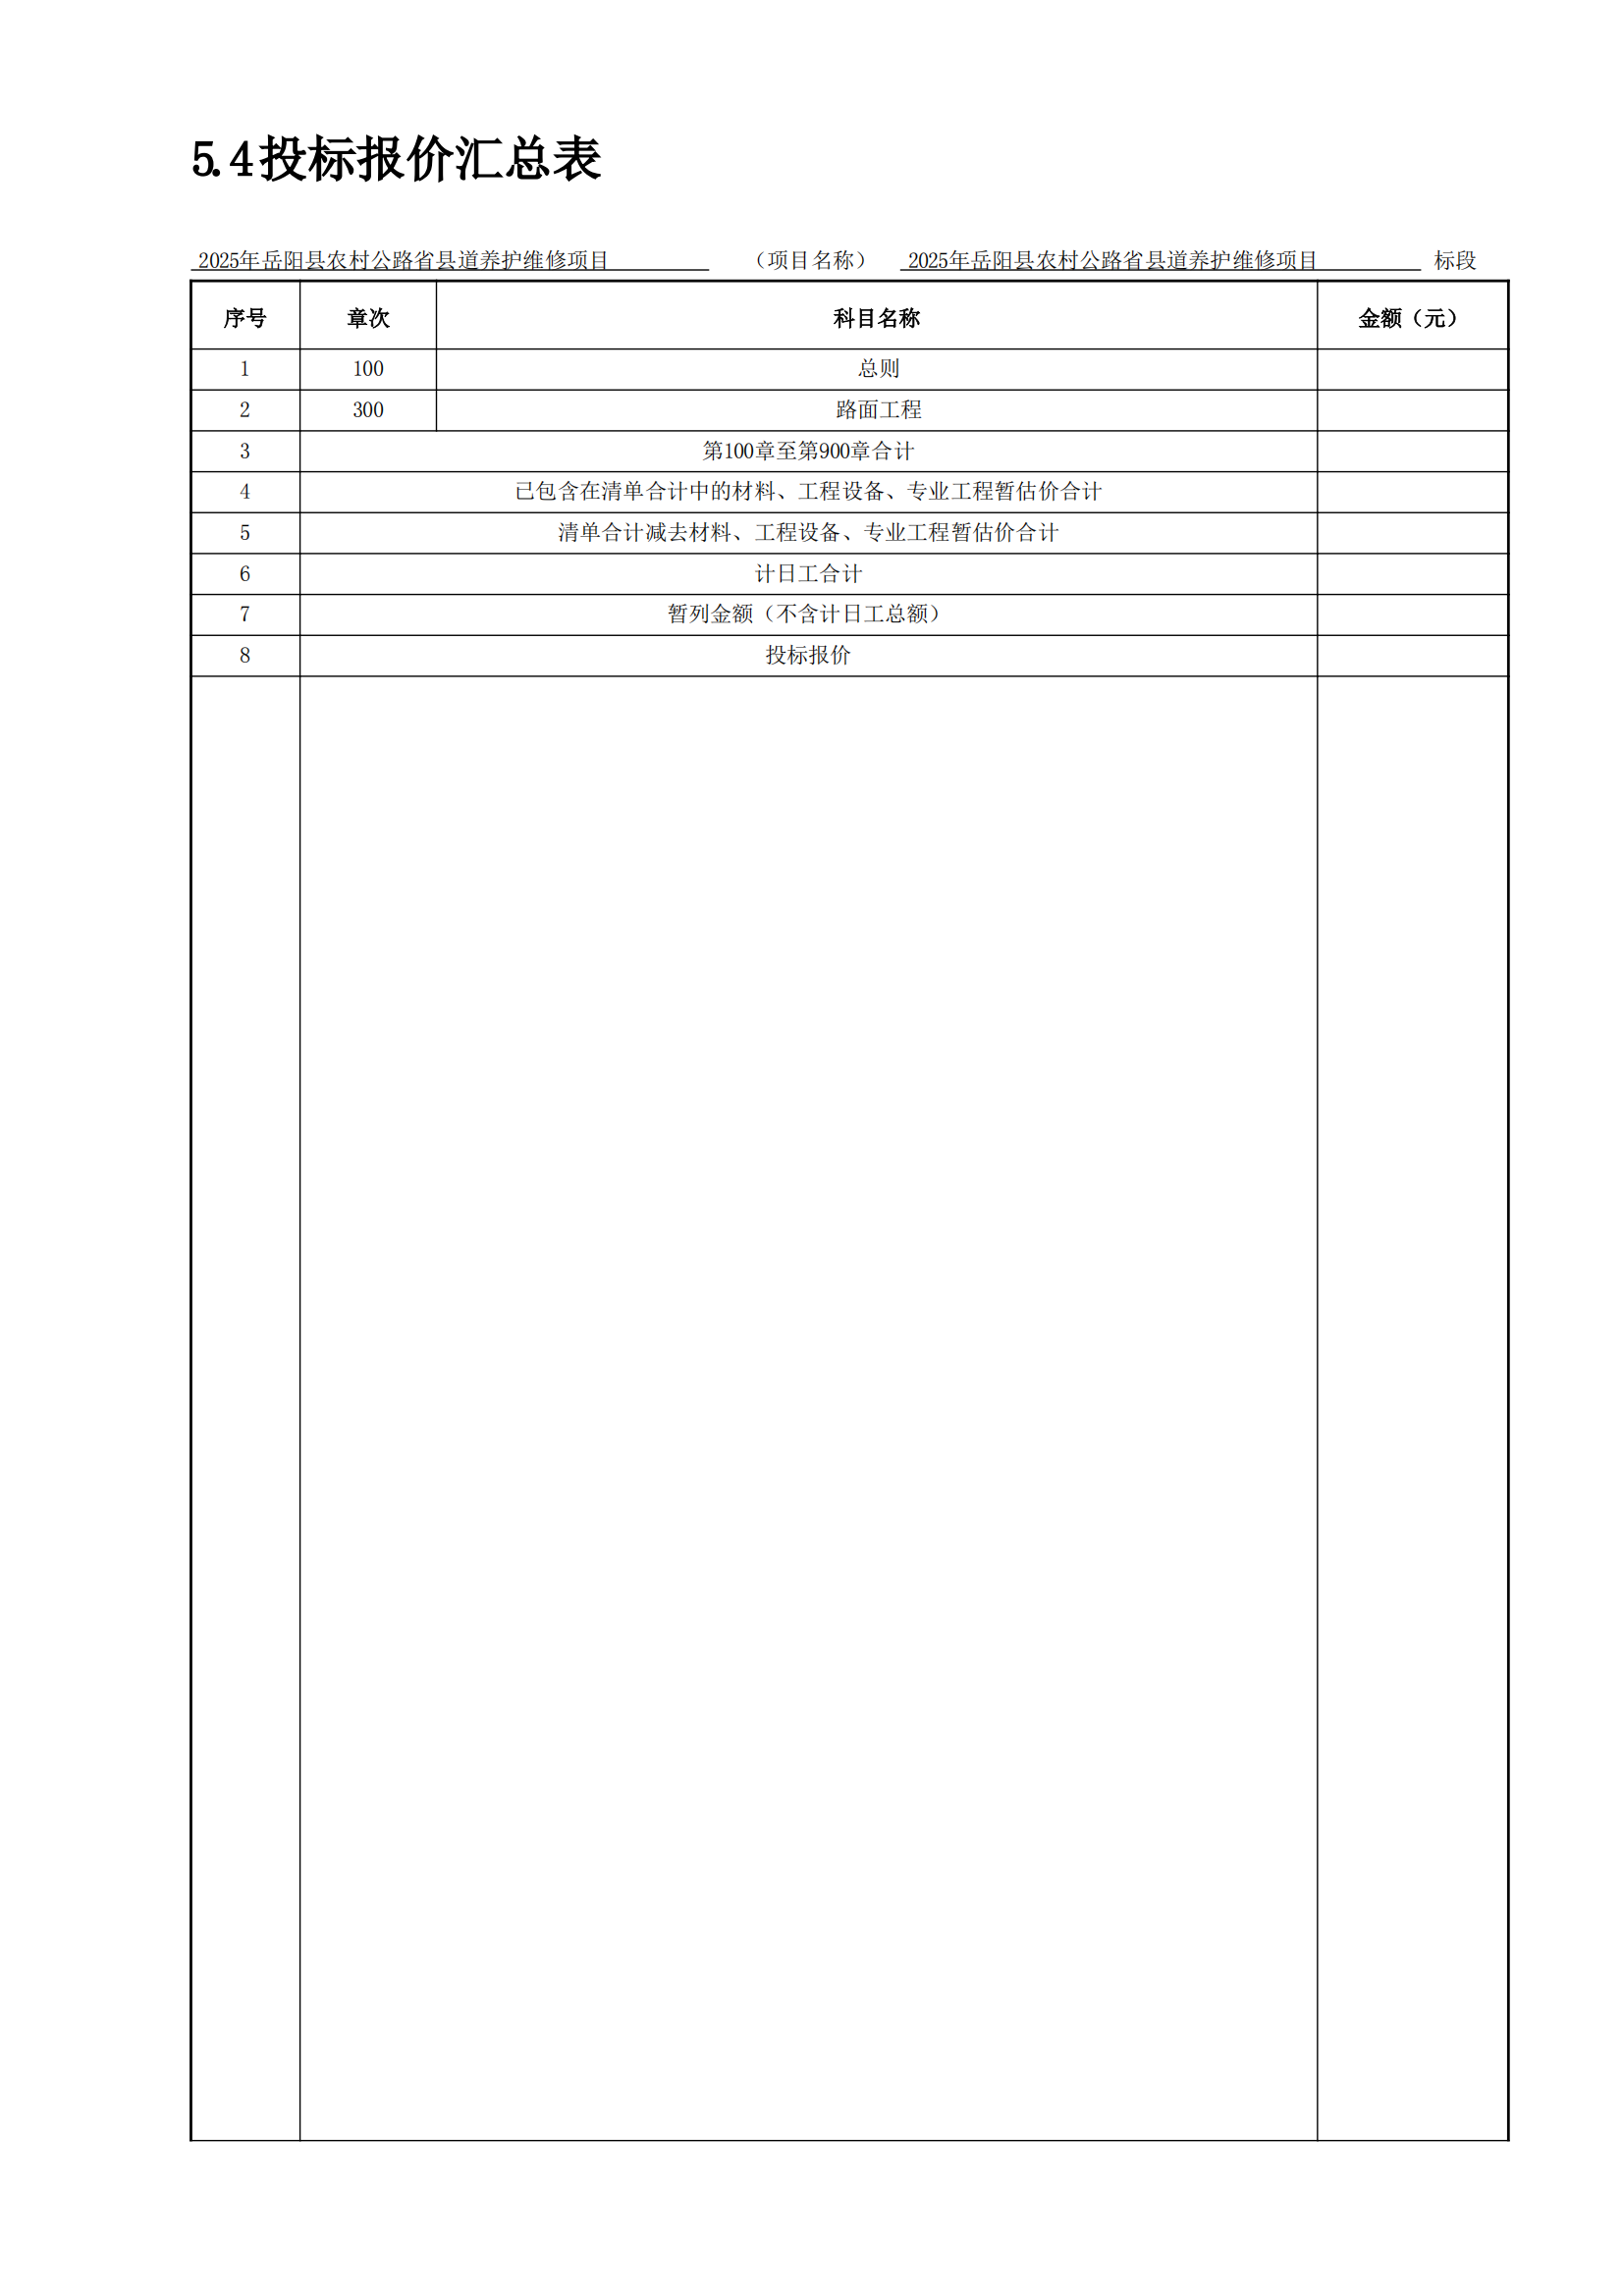 5.4投标报价汇总表
2025年岳阳县农村公路省县道养护维修项目 （项目名称） 2025年岳阳县农村公路省县道养护维修项目 标段
序号 章次 科目名称 金额（元）
1 100 总则
2 300 路面工程
3 第100章至第900章合计
4 已包含在清单合计中的材料、工程设备、专业工程暂估价合计
5 清单合计减去材料、工程设备、专业工程暂估价合计
6 计日工合计
7 暂列金额（不含计日工总额）
8 投标报价